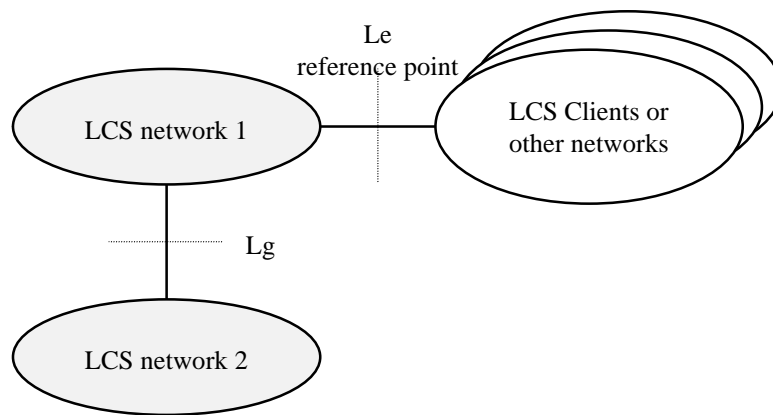 Le
reference point
LCS network 1
LCS Clients or
other networks
Lg
LCS network 2